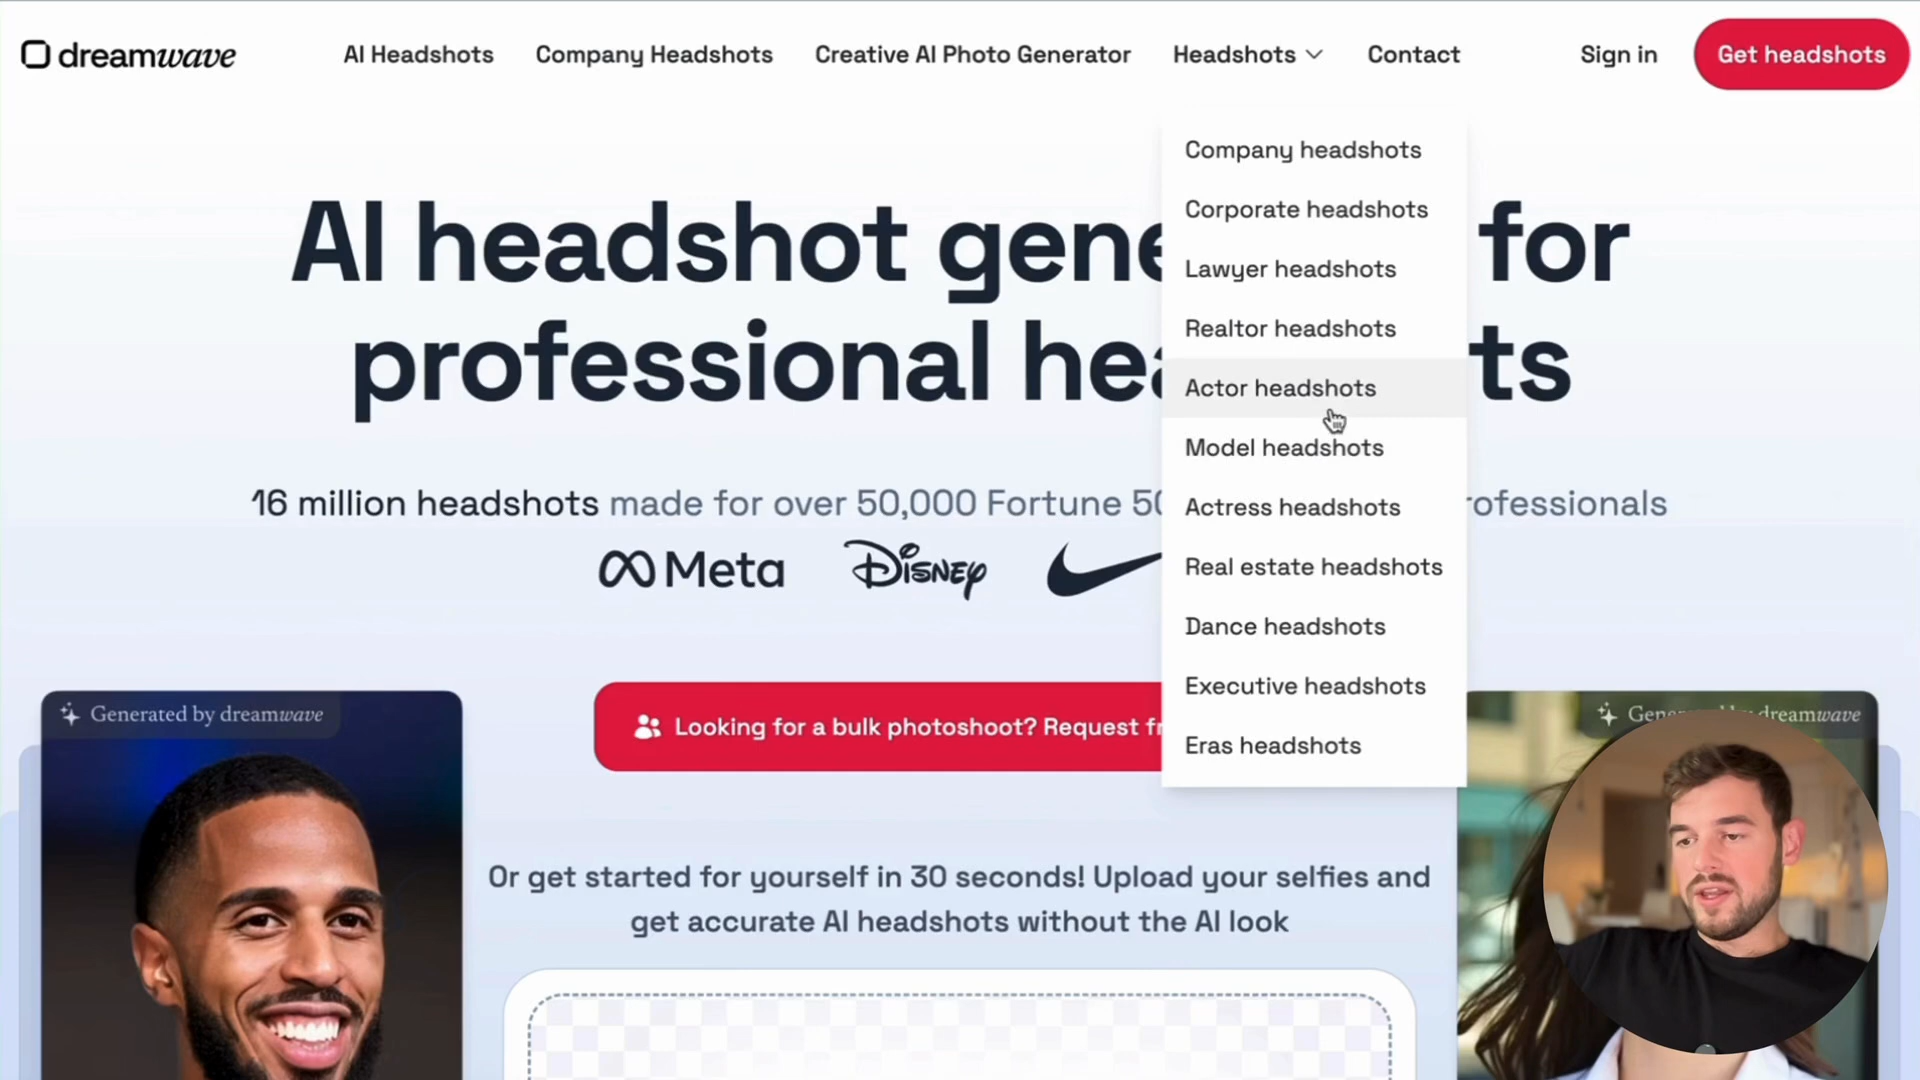 dreamwave
AI Headshots
Company Headshots
Creative AI Photo Generator
Headshots
Contact
Sign in
Get headshots
Company headshots
Corporate headshots
Lawyer headshots
Realtor headshots
Actor headshots
Model headshots
Actress headshots
Real estate headshots
Dance headshots
Executive headshots
Eras headshots
AI headshot gene for
professional hea ts
16 million headshots made for over 50,000 Fortune 50 rofessionals
Meta
Disney
Looking for a bulk photoshoot? Request fr
Generated by dreamwave
dreamwave
Or get started for yourself in 30 seconds! Upload your selfies and
get accurate AI headshots without the AI look